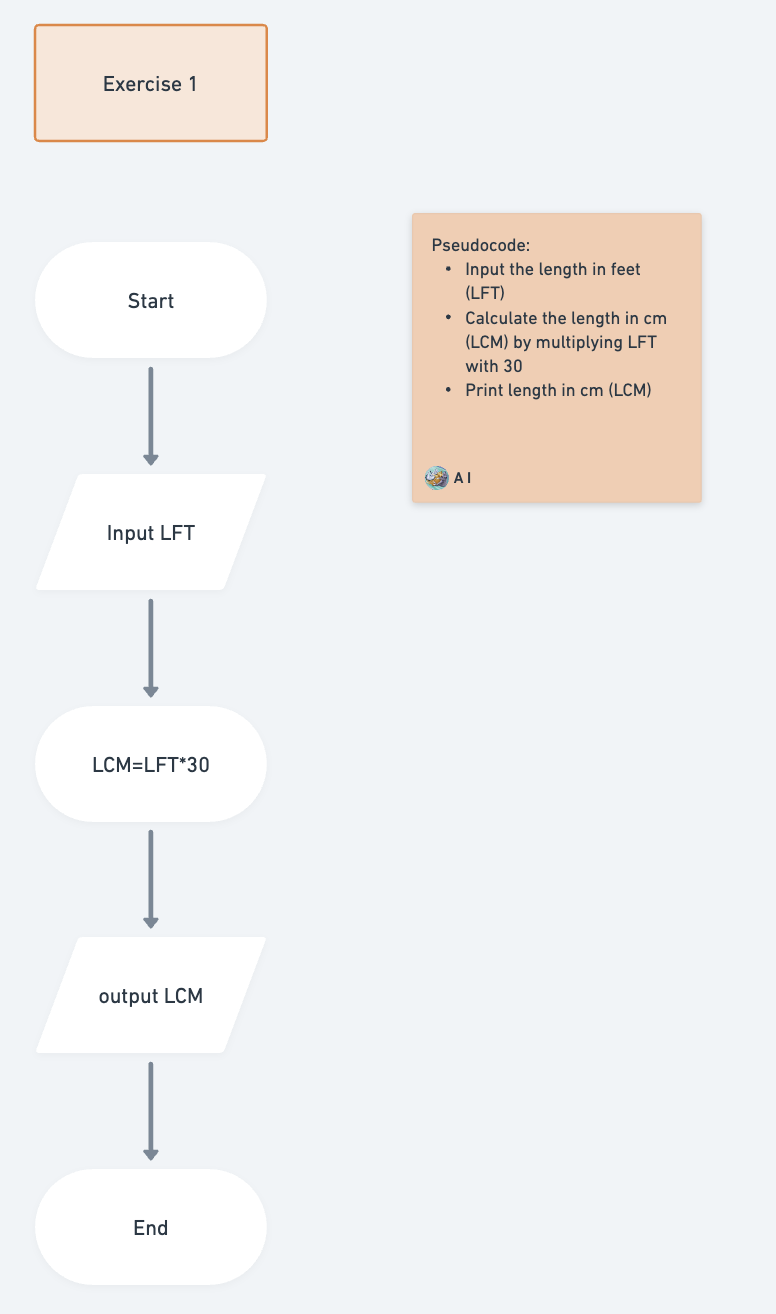 Exercise 1
Start
Pseudocode:
• Input the length in feet
(LFT)
• Calculate the length in cm
(LCM) by multiplying LFT
with 30
• Print length in cm (LCM)
A I
Input LFT
LCM=LFT*30
output LCM
End